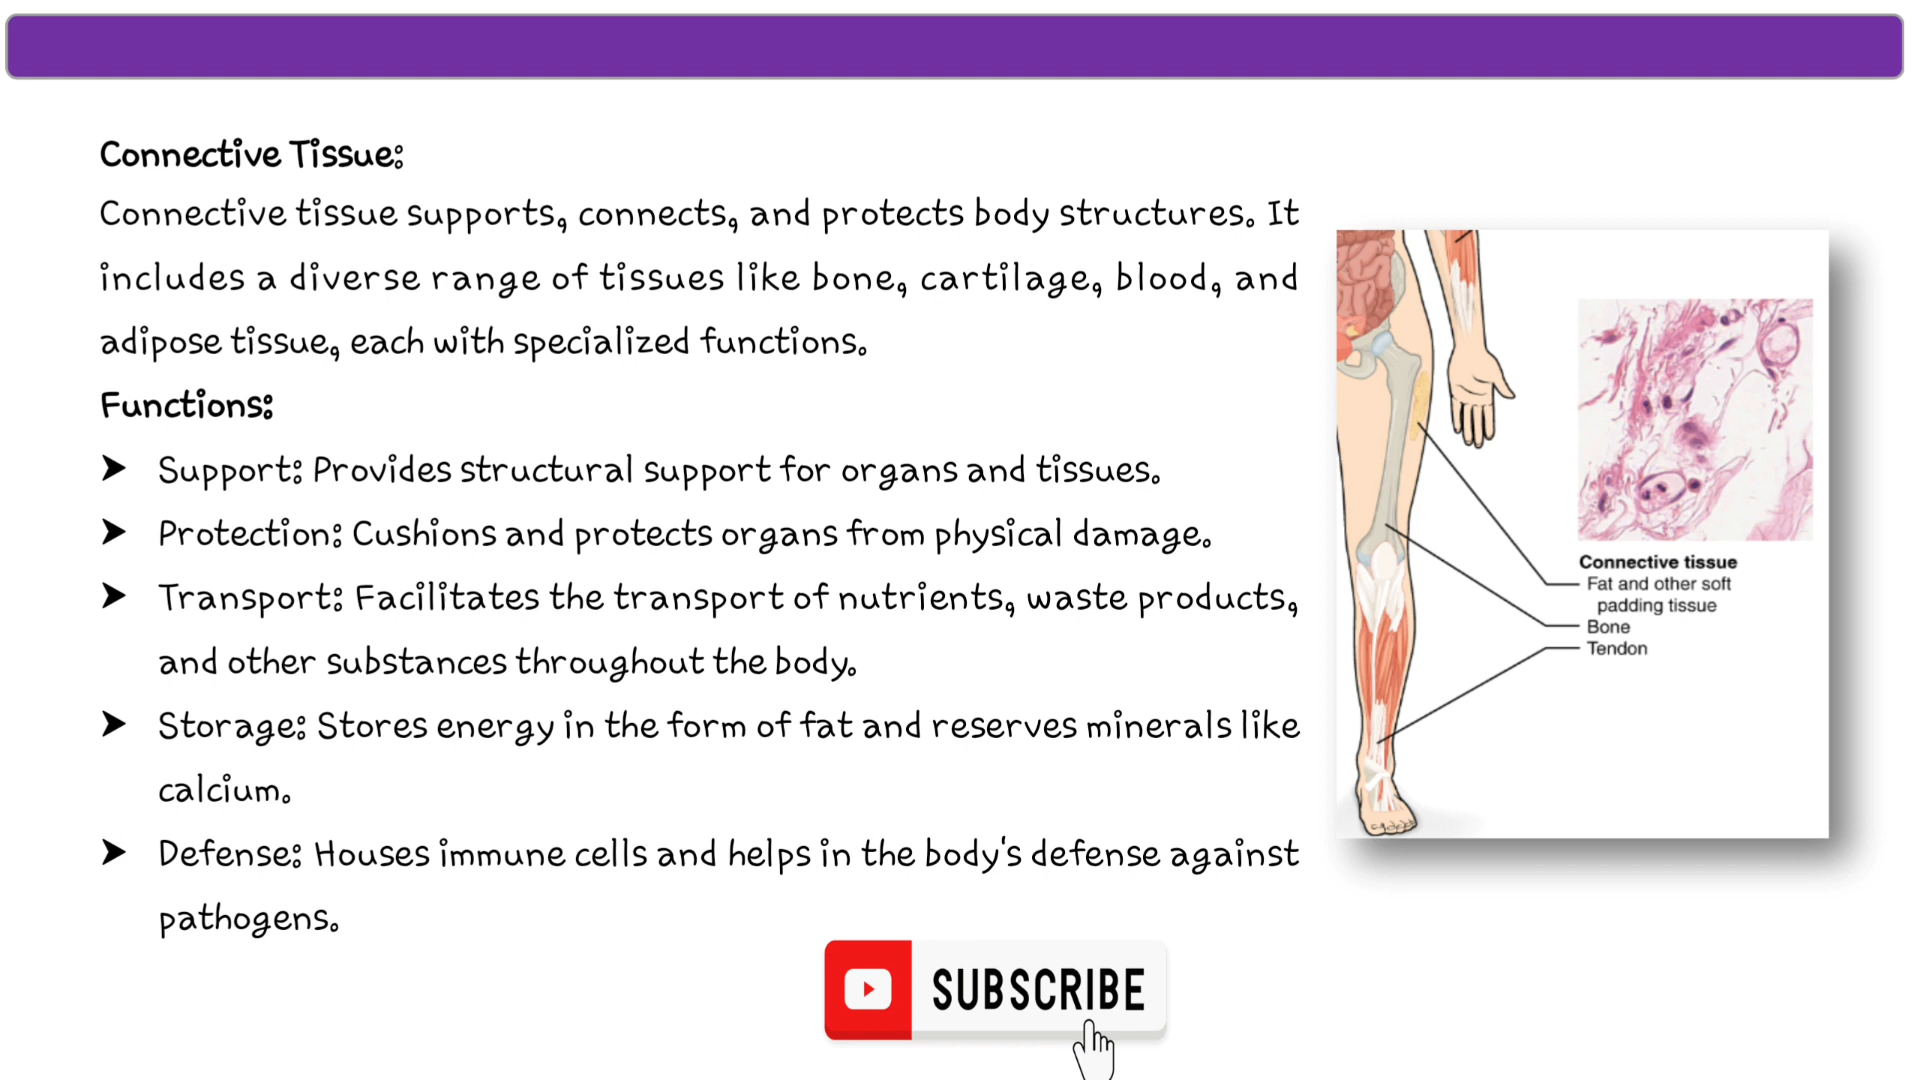 Connective Tissue:
Connective tissue supports, connects, and protects body structures. It
includes a diverse range of tissues like bone, cartilage, blood, and
adipose tissue, each with specialized functions.
Functions:
➤ Support: Provides structural support for organs and tissues.
➤ Protection: Cushions and protects organs from physical damage.
➤ Transport: Facilitates the transport of nutrients, waste products,
and other substances throughout the body.
➤ Storage: Stores energy in the form of fat and reserves minerals like
calcium.
➤ Defense: Houses immune cells and helps in the body's defense against
pathogens.
Connective tissue
Fat and other soft
padding tissue
Bone
Tendon
SUBSCRIBE